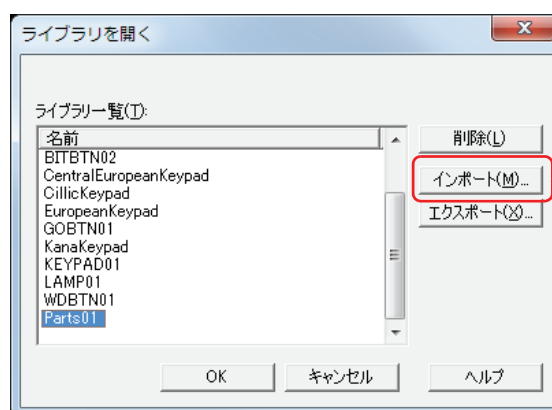 ライブラリを開く
ライブラリ一覧(T):
名前
BITBTN02
CentralEuropeanKeypad
CillicKeypad
EuropeanKeypad
GOBTN01
KanaKeypad
KEYPAD01
LAMP01
WDBTN01
Parts01
削除(L)
インポート(M)...
エクスポート(X)...
OK
キャンセル
ヘルプ